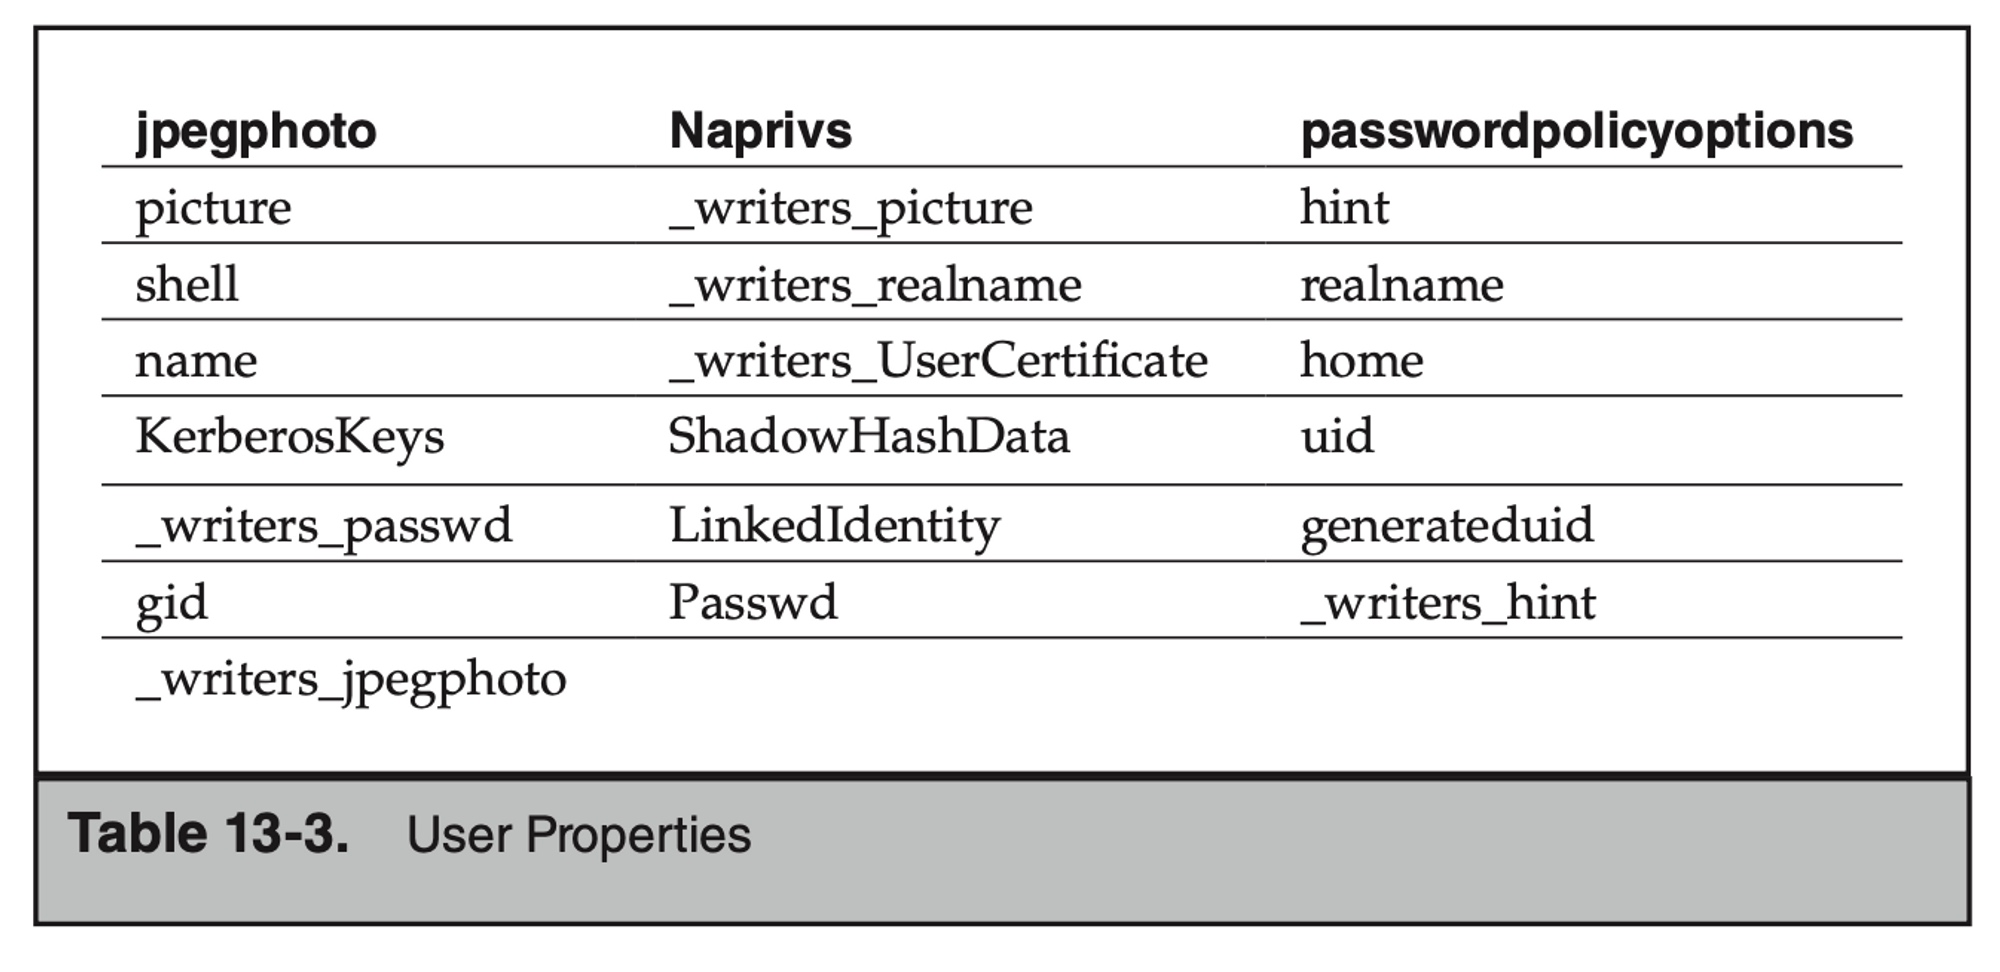 jpegphoto Naprivs passwordpolicyoptions
picture _writers_picture hint
shell _writers_realname realname
name _writers_UserCertificate home
KerberosKeys ShadowHashData uid
_writers_passwd LinkedIdentity generateduid
gid Passwd _writers_hint
_writers_jpegphoto
Table 13-3. User Properties